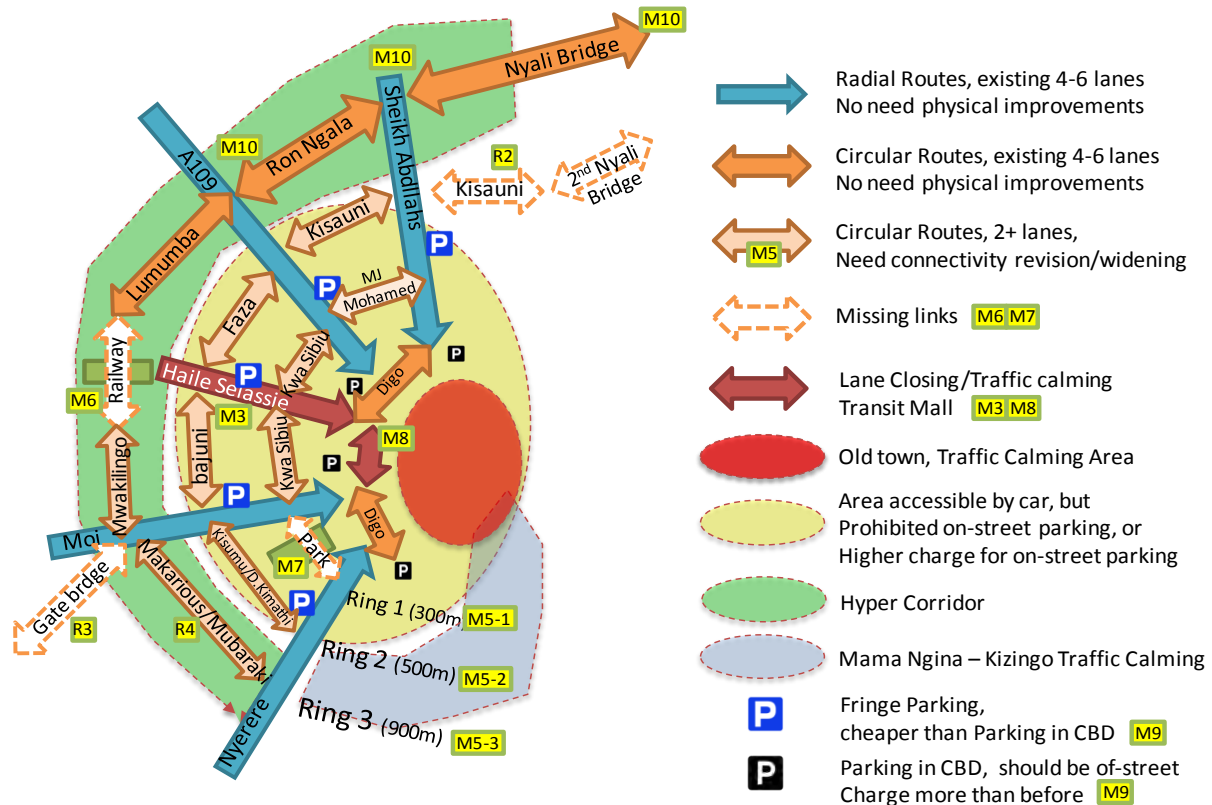 M10
Nyali Bridge
M10
Sheikh Abdllahs
M10
Ron Ngala
A109
R2
Kisauni
2nd Nyali
Bridge
Kisauni
Lumumba
P
P
MJ
Mohamed
Faza
Railway
M6
Haile Selassie
P
M3
Kwa Sibiu
P
Digo
P
M8
P
bajuni
Kwa Sibiu
Mwakilingo
P
Moi
Digo
P
Park
M7
Kisumu/D.Kimathi
P
Makarious/Mubaraki
Gate brdge
R3
R4
Nyerere
Ring 1 (300m) M5-1
Ring 2 (500m) M5-2
Ring 3 (900m) M5-3
Radial Routes, existing 4-6 lanes
No need physical improvements
Circular Routes, existing 4-6 lanes
No need physical improvements
Circular Routes, 2+ lanes,
M5
Need connectivity revision/widening
Missing links M6 M7
Lane Closing/Traffic calming
Transit Mall M3 M8
Old town, Traffic Calming Area
Area accessible by car, but
Prohibited on-street parking, or
Higher charge for on-street parking
Hyper Corridor
Mama Ngina – Kizingo Traffic Calming
P
Fringe Parking,
cheaper than Parking in CBD M9
P
Parking in CBD, should be of-street
Charge more than before M9